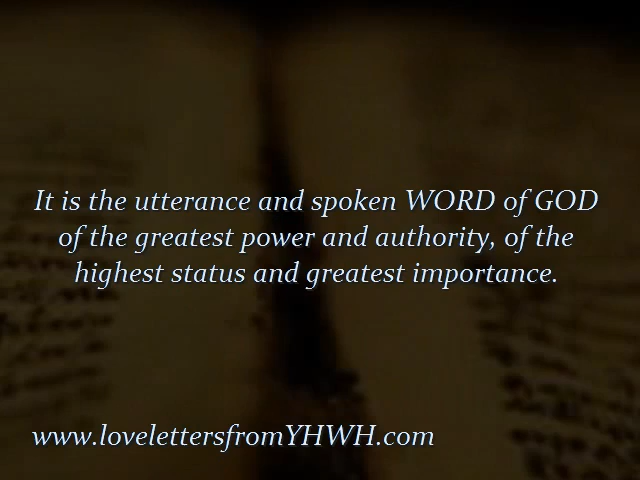 It is the utterance and spoken WORD of GOD
of the greatest power and authority, of the
highest status and greatest importance.
www.lovelettersfromYHWH.com